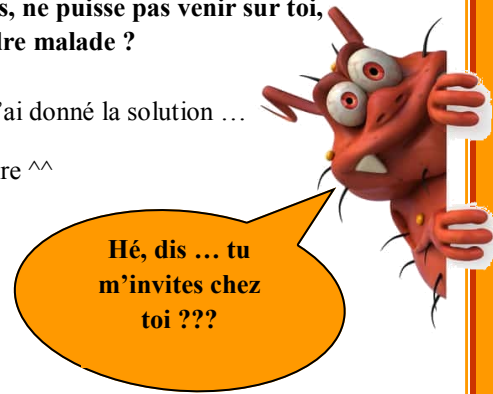 s, ne puisse pas venir sur toi,
dre malade ?
'ai donné la solution …
re ^^
Hé, dis … tu
m'invites chez
toi ???